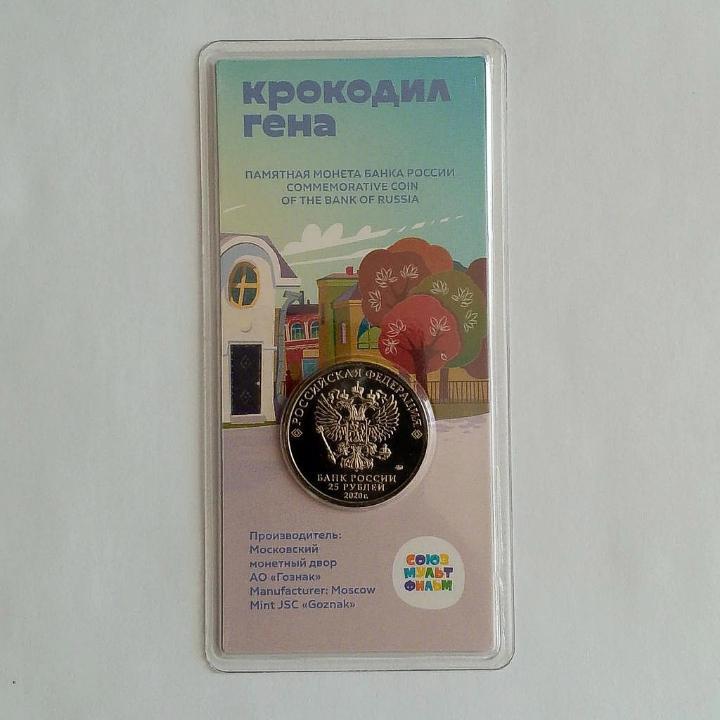 крокодил
гена
ПАМЯТНАЯ МОНЕТА БАНКА РОССИИ
COMMEMORATIVE COIN
OF THE BANK OF RUSSIA
РОССИЙСКАЯ ФЕДЕРАЦИЯ
БАНК РОССИИ
25 РУБЛЕЙ
2020 г.
Производитель:
Московский
монетный двор
АО «Гознак»
Manufacturer: Moscow
Mint JSC «Goznak»
СОЮЗ
МУЛЬТ
ФИЛЬМ